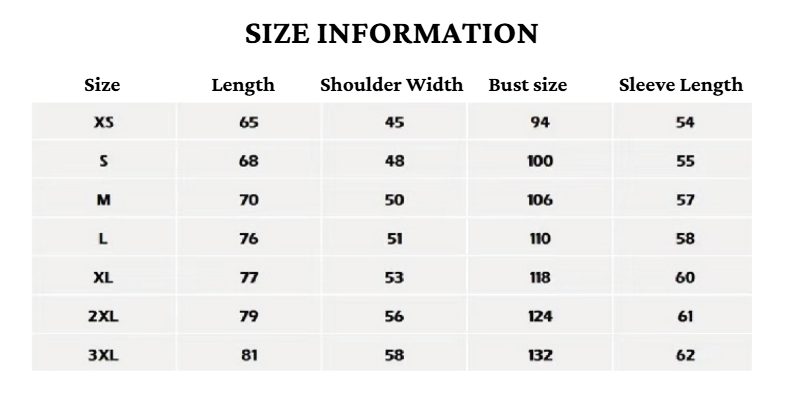 SIZE INFORMATION
Size Length Shoulder Width Bust size Sleeve Length
XS 65 45 94 54
S 68 48 100 55
M 70 50 106 57
L 76 51 110 58
XL 77 53 118 60
2XL 79 56 124 61
3XL 81 58 132 62